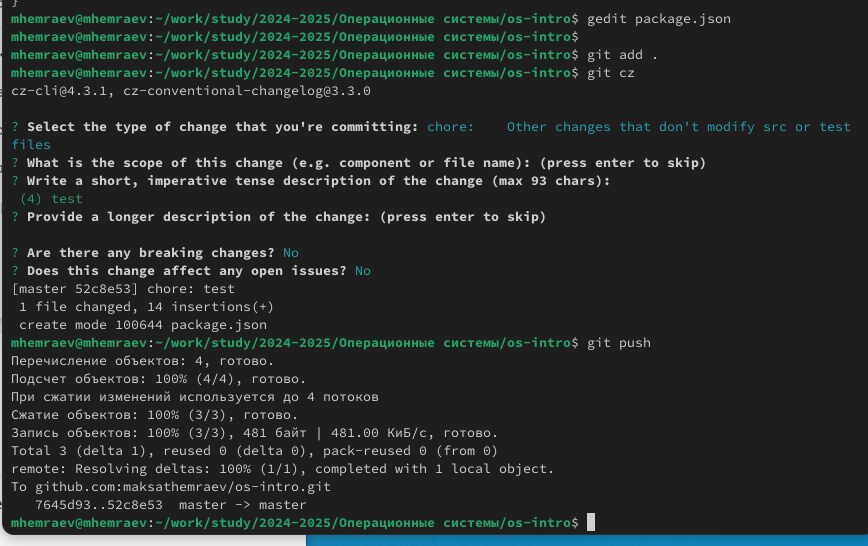 }
mhemraev@mhemraev:~/work/study/2024-2025/Операционные системы/os-intro$ gedit package.json
mhemraev@mhemraev:~/work/study/2024-2025/Операционные системы/os-intro$
mhemraev@mhemraev:~/work/study/2024-2025/Операционные системы/os-intro$ git add .
mhemraev@mhemraev:~/work/study/2024-2025/Операционные системы/os-intro$ git cz
cz-cli@4.3.1, cz-conventional-changelog@3.3.0
? Select the type of change that you're committing: chore:    Other changes that don't modify src or test
files
? What is the scope of this change (e.g. component or file name): (press enter to skip)
? Write a short, imperative tense description of the change (max 93 chars):
 (4) test
? Provide a longer description of the change: (press enter to skip)
? Are there any breaking changes? No
? Does this change affect any open issues? No
[master 52c8e53] chore: test
 1 file changed, 14 insertions(+)
 create mode 100644 package.json
mhemraev@mhemraev:~/work/study/2024-2025/Операционные системы/os-intro$ git push
Перечисление объектов: 4, готово.
Подсчет объектов: 100% (4/4), готово.
При сжатии изменений используется до 4 потоков
Сжатие объектов: 100% (3/3), готово.
Запись объектов: 100% (3/3), 481 байт | 481.00 КиБ/с, готово.
Total 3 (delta 1), reused 0 (delta 0), pack-reused 0 (from 0)
remote: Resolving deltas: 100% (1/1), completed with 1 local object.
To github.com:maksathemraev/os-intro.git
   7645d93..52c8e53  master -> master
mhemraev@mhemraev:~/work/study/2024-2025/Операционные системы/os-intro$